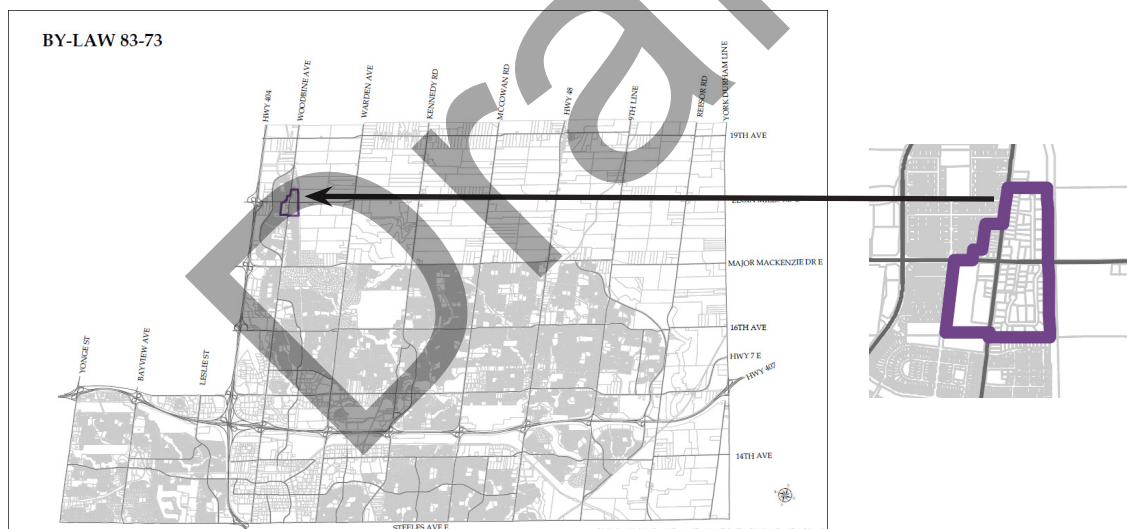 BY-LAW 83-73
Draft
HWY 404
WOODBINE AVE
WARDEN AVE
KENNEDY RD
MCCOWAN RD
HWY 48
9TH LINE
REESOR RD
YORK DURHAM LINE
19TH AVE
MAJOR MACKENZIE DR E
16TH AVE
HWY 7 E
HWY 407
14TH AVE
YONGE ST
BAYVIEW AVE
LESLIE ST
STEELES AVE E